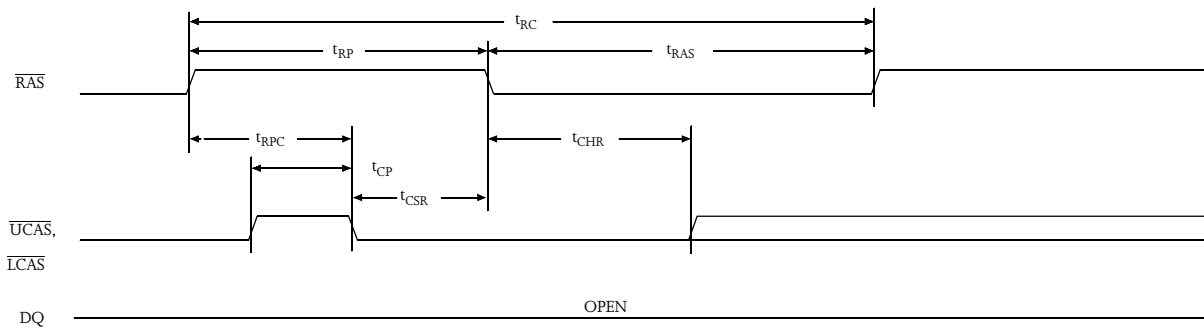 tRC
tRP
tRAS
RAS
tRPC
tCHR
tCP
tCSR
UCAS,
LCAS
OPEN
DQ